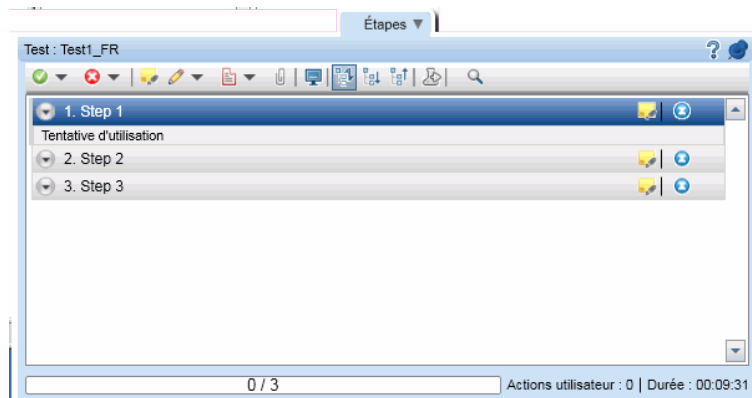 Étapes
Test : Test1_FR
1. Step 1
Tentative d'utilisation
2. Step 2
3. Step 3
0 / 3
Actions utilisateur : 0 | Durée : 00:09:31